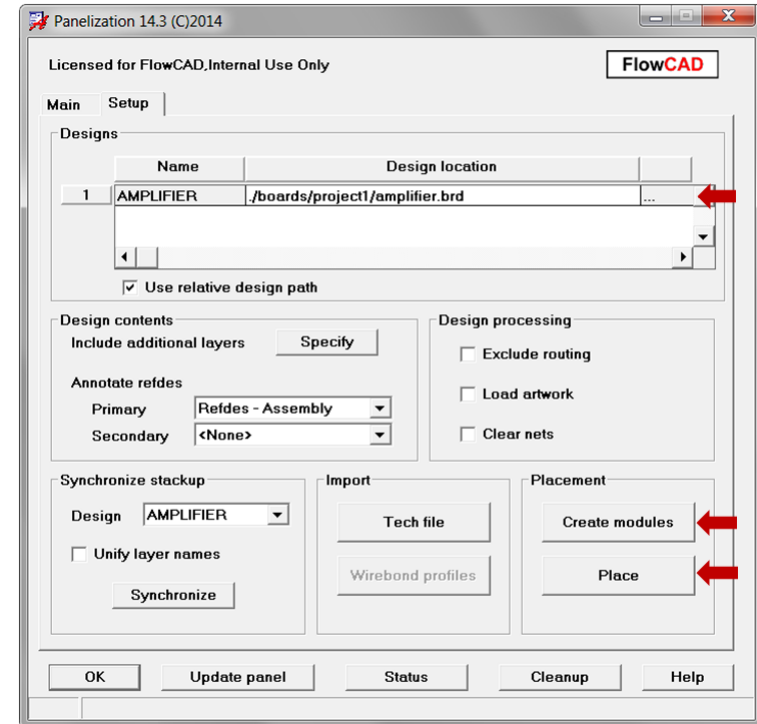 Panelization 14.3 (C)2014
Licensed for FlowCAD,Internal Use Only
FlowCAD
Main Setup
Designs
Name Design location
1 AMPLIFIER ./boards/project1/amplifier.brd ...
Use relative design path
Design contents
Include additional layers Specify
Annotate refdes
Primary Refdes - Assembly
Secondary <None>
Design processing
Exclude routing
Load artwork
Clear nets
Synchronize stackup
Design AMPLIFIER
Unify layer names
Synchronize
Import
Tech file
Wirebond profiles
Placement
Create modules
Place
OK Update panel Status Cleanup Help